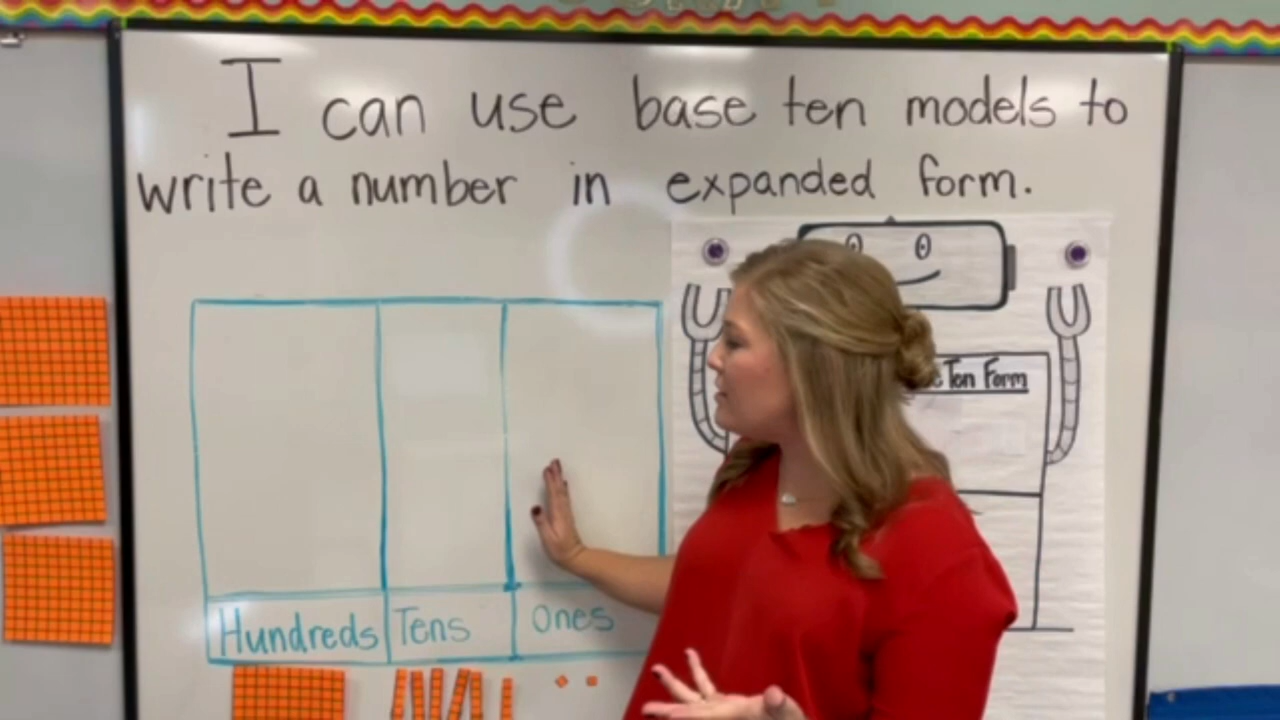 I can use base ten models to
write a number in expanded form.
Ten Form
Hundreds Tens Ones